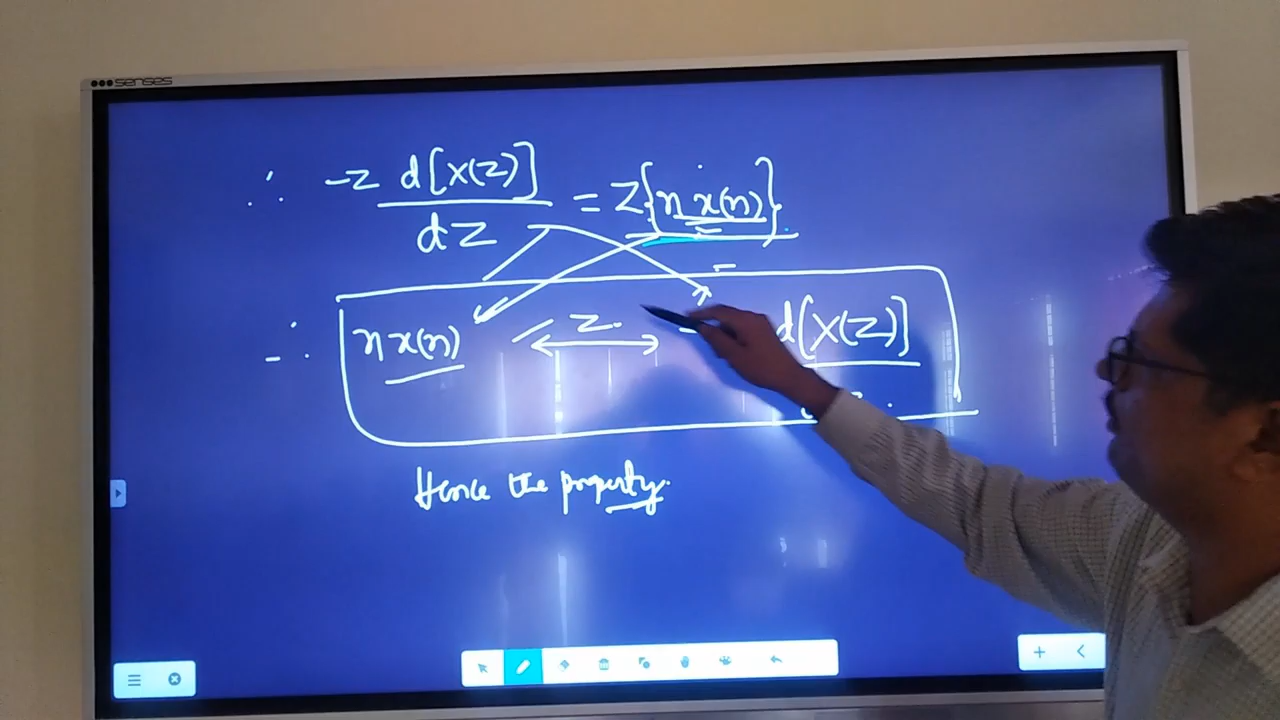 senses
∴ -z d[X(z)] / dz = Z{n x(n)}
∴ n x(n) ←Z→ - d[X(z)]
Hence the property.